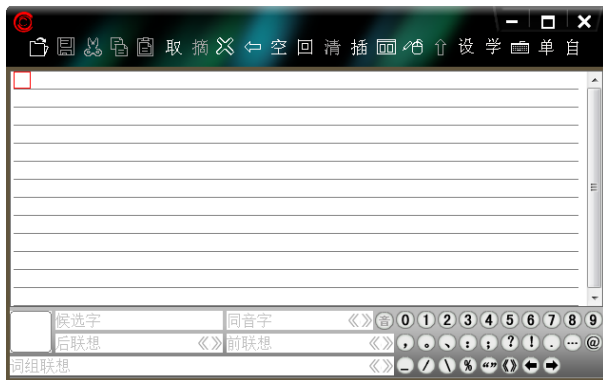 取 摘 空 回 清 插 设 学 单 自
候选字 同音字 《》 音 0 1 2 3 4 5 6 7 8 9
后联想 《》 前联想 《》 , 。 、 : ; ? ! . … @
词组联想 《》 _ / \ % “” 《》